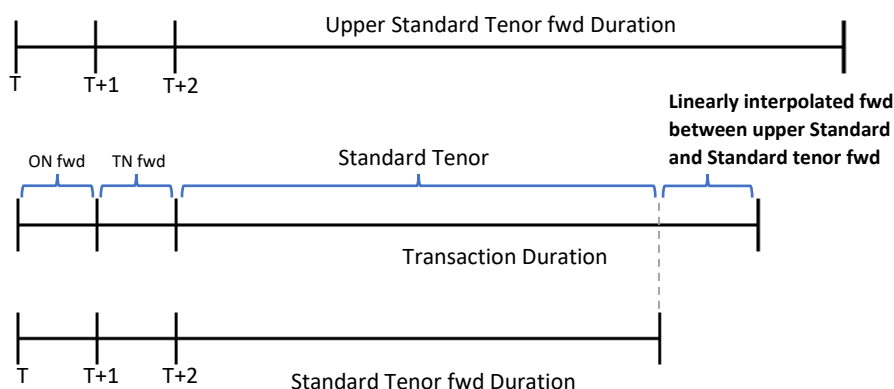 Upper Standard Tenor fwd Duration
T T+1 T+2
Linearly interpolated fwd
between upper Standard
and Standard tenor fwd
ON fwd TN fwd Standard Tenor
Transaction Duration
T T+1 T+2
Standard Tenor fwd Duration